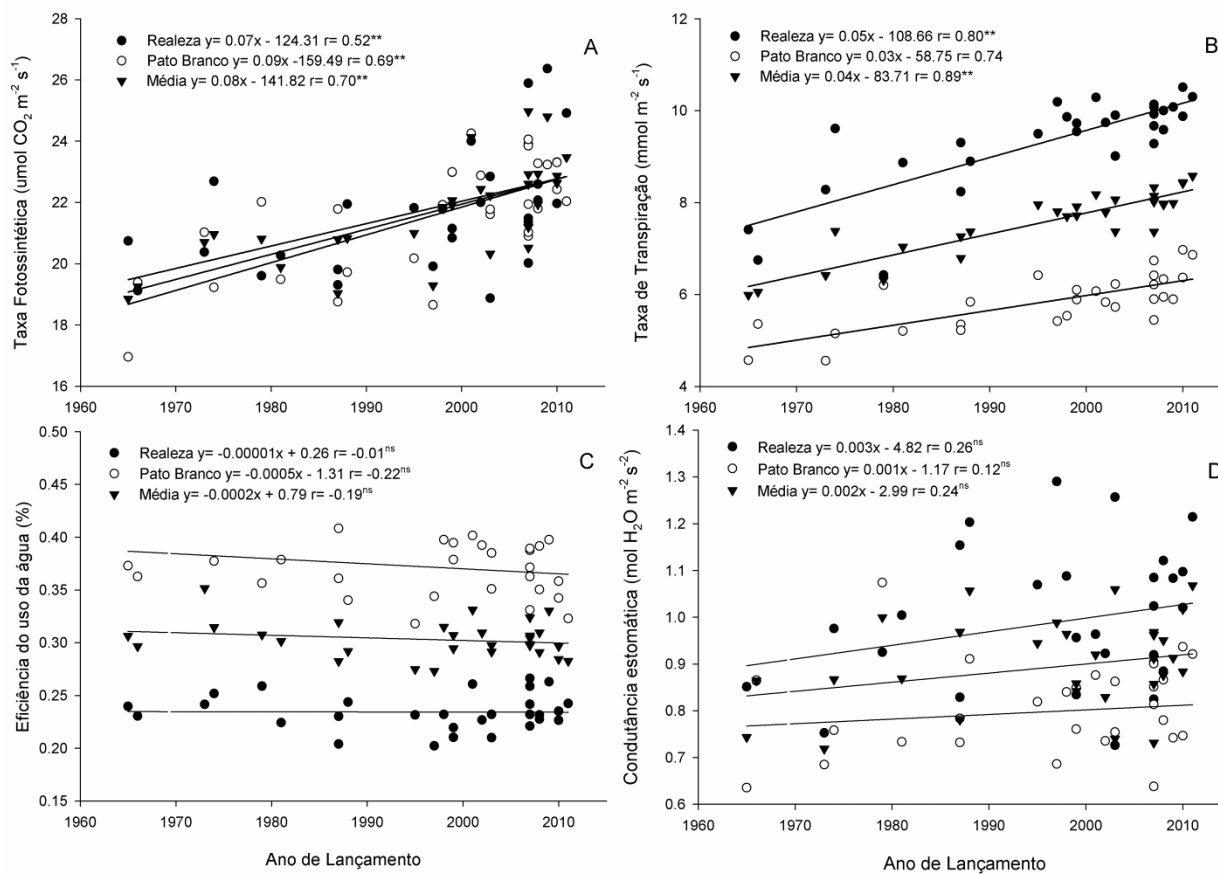 Realeza y= 0.07x - 124.31 r= 0.52**
Pato Branco y= 0.09x -159.49 r= 0.69**
Média y= 0.08x - 141.82 r= 0.70**
A
Taxa Fotossintética (umol CO2 m-2 s-1)
28
26
24
22
20
18
16
1960 1970 1980 1990 2000 2010
Realeza y= 0.05x - 108.66 r= 0.80**
Pato Branco y= 0.03x - 58.75 r= 0.74
Média y= 0.04x - 83.71 r= 0.89**
B
Taxa de Transpiração (mmol m-2 m-2 s-1)
12
10
8
6
4
1960 1970 1980 1990 2000 2010
Realeza y= -0.00001x + 0.26 r= -0.01ns
Pato Branco y= -0.0005x - 1.31 r= -0.22ns
Média y= -0.0002x + 0.79 r= -0.19ns
C
Eficiência do uso da água (%)
0.50
0.45
0.40
0.35
0.30
0.25
0.20
0.15
1960 1970 1980 1990 2000 2010
Ano de Lançamento
Realeza y= 0.003x - 4.82 r= 0.26ns
Pato Branco y= 0.001x - 1.17 r= 0.12ns
Média y= 0.002x - 2.99 r= 0.24ns
D
Condutância estomática (mol H2O m-2 s-2)
1.4
1.3
1.2
1.1
1.0
0.9
0.8
0.7
0.6
1960 1970 1980 1990 2000 2010
Ano de Lançamento